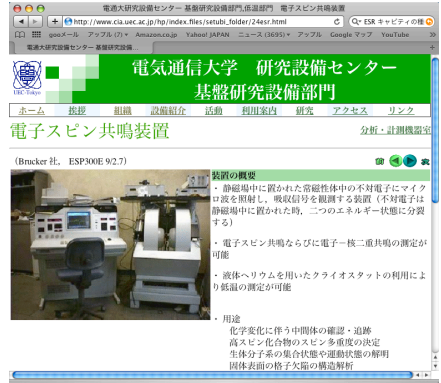 電通大研究設備センター 基盤研究設備部門,低温部門 電子スピン共鳴装置
http://www.cia.uec.ac.jp/hp/index.files/setubi_folder/24esr.html
ESR キャビティの種
gooメール アップル (7)▼ Amazon.co.jp Yahoo! JAPAN ニュース (3695)▼ アップル Google マップ YouTube
電通大研究設備センター 基盤研究設備部...
電気通信大学 研究設備センター
基盤研究設備部門
UEC-Tokyo
ホーム 挨拶 組織 設備紹介 活動 利用案内 研究 アクセス リンク
電子スピン共鳴装置 分析・計測機器室
(Brucker 社, ESP300E 9/2.7) 前 次
装置の概要
・静磁場中に置かれた常磁性体中の不対電子にマイク
ロ波を照射し,吸収信号を観測する装置(不対電子は
静磁場中に置かれた時,二つのエネルギー状態に分裂
する)
・電子スピン共鳴ならびに電子-核二重共鳴の測定が
可能
・液体ヘリウムを用いたクライオスタットの利用によ
り低温の測定が可能
・用途
化学変化に伴う中間体の確認・追跡
高スピン化合物のスピン多重度の決定
生体分子系の集合状態や運動状態の解明
固体表面の格子欠陥の構造解析